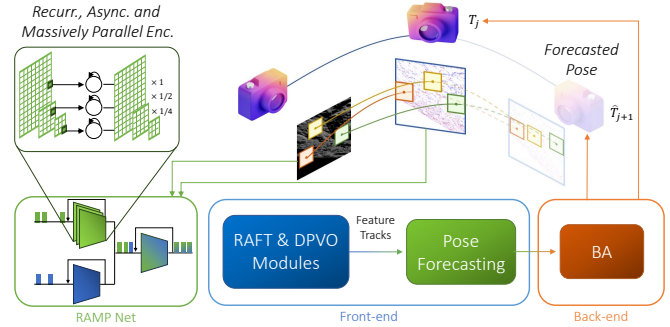 Recurr., Async. and
Massively Parallel Enc.
× 1
× 1/2
× 1/4
T_j
Forecasted
Pose
T̂_{j+1}
RAFT & DPVO
Modules
Feature
Tracks
Pose
Forecasting
BA
RAMP Net
Front-end
Back-end